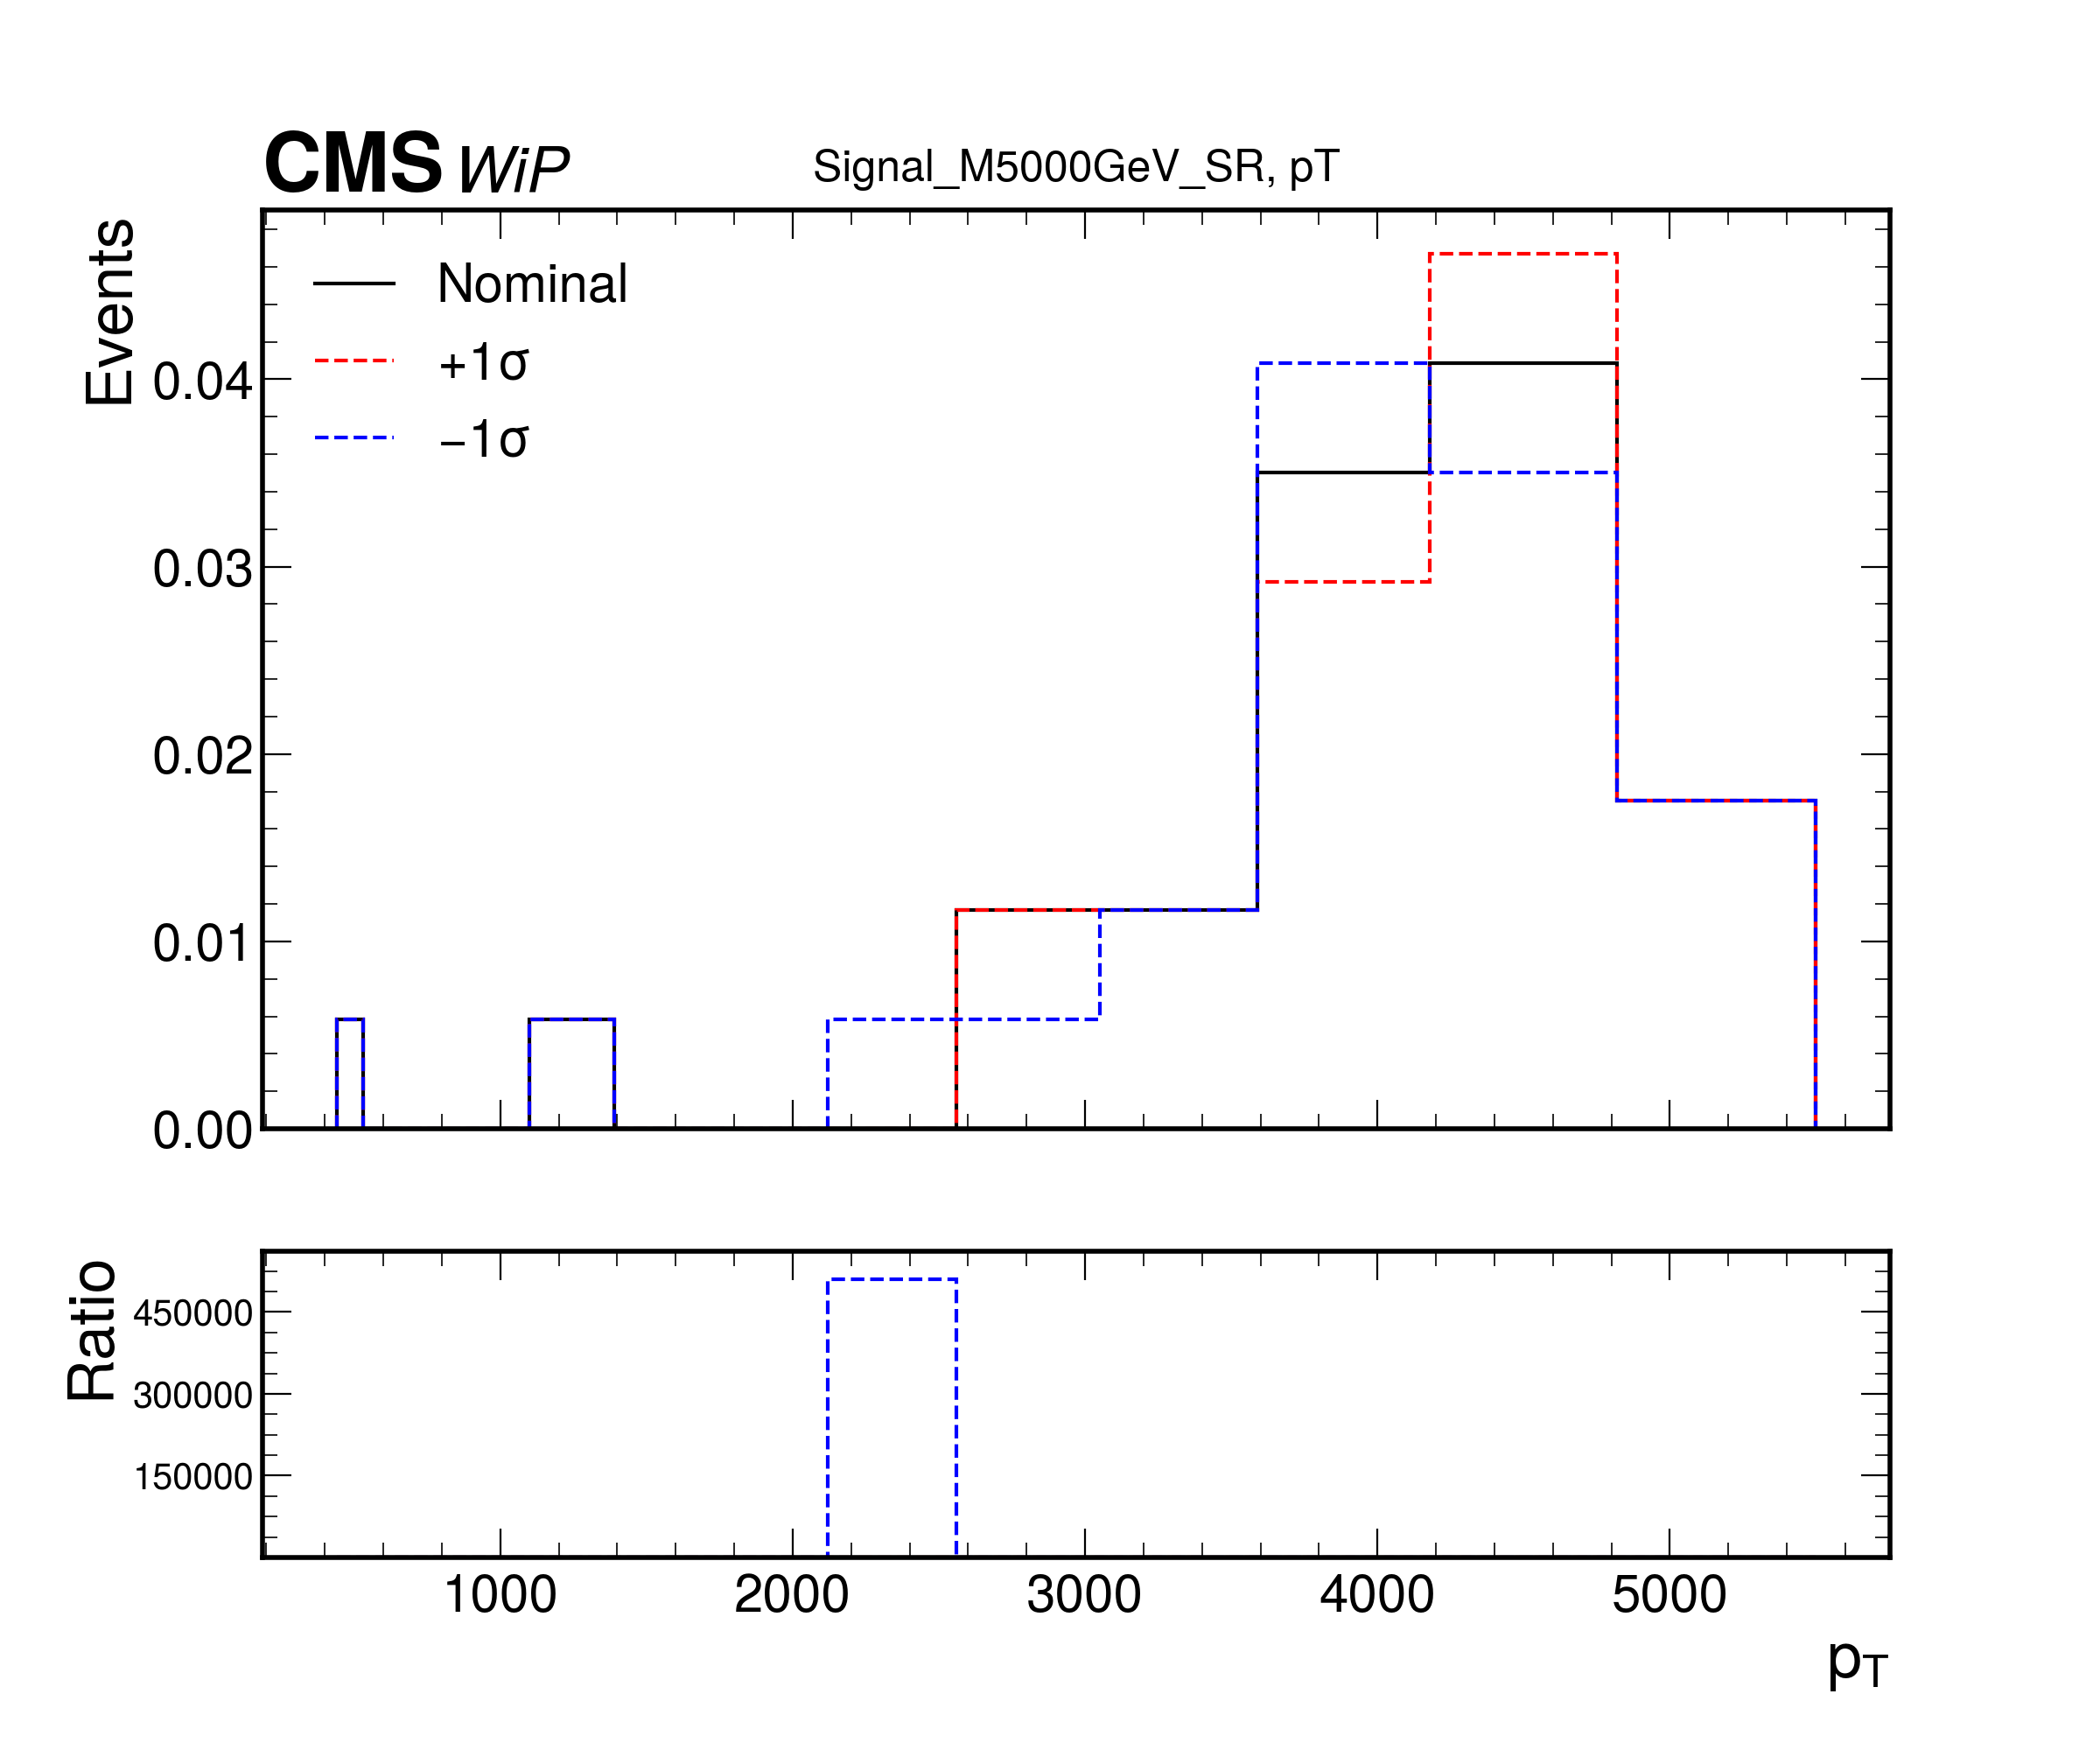 CMS WiP
Signal_M5000GeV_SR, pT
Events
Nominal
+1σ
−1σ
0.04
0.03
0.02
0.01
0.00
Ratio
450000
300000
150000
1000 2000 3000 4000 5000
pT